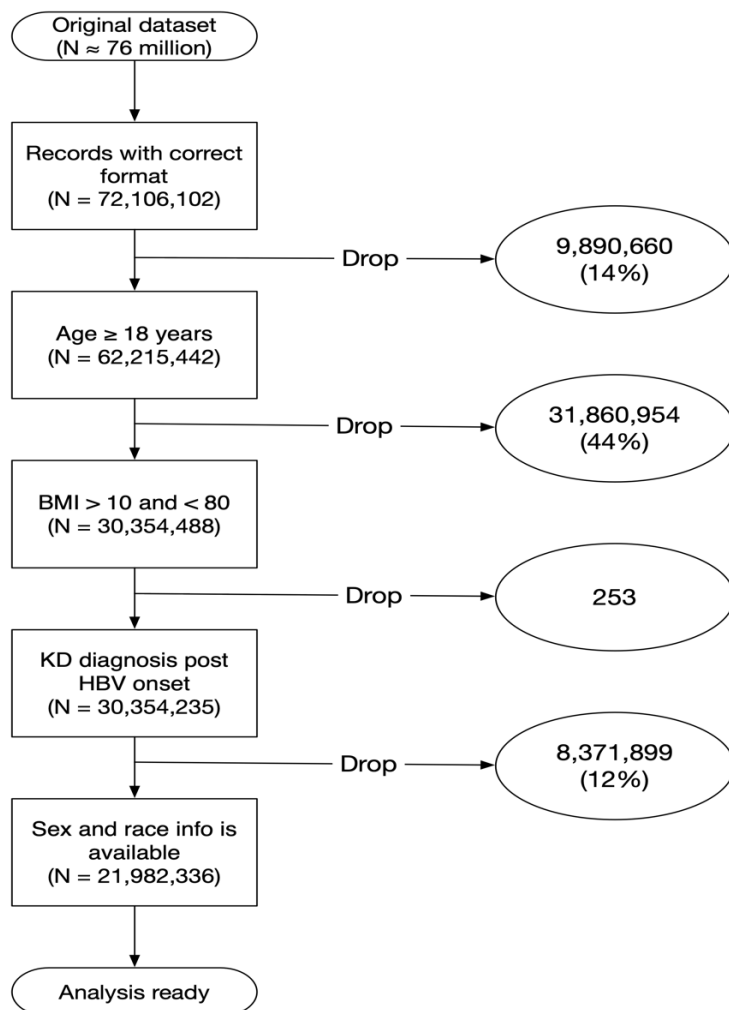 Original dataset
(N ≈ 76 million)
Records with correct
format
(N = 72,106,102)
Drop
9,890,660
(14%)
Age ≥ 18 years
(N = 62,215,442)
Drop
31,860,954
(44%)
BMI > 10 and < 80
(N = 30,354,488)
Drop
253
KD diagnosis post
HBV onset
(N = 30,354,235)
Drop
8,371,899
(12%)
Sex and race info is
available
(N = 21,982,336)
Analysis ready